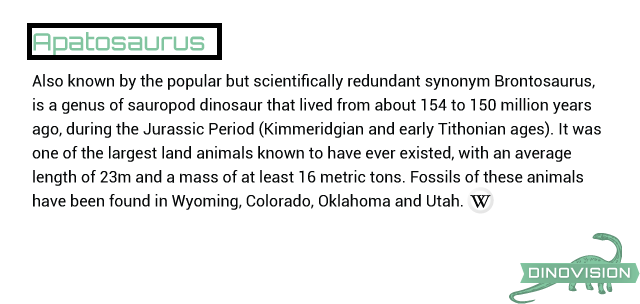 Apatosaurus
Also known by the popular but scientifically redundant synonym Brontosaurus,
is a genus of sauropod dinosaur that lived from about 154 to 150 million years
ago, during the Jurassic Period (Kimmeridgian and early Tithonian ages). It was
one of the largest land animals known to have ever existed, with an average
length of 23m and a mass of at least 16 metric tons. Fossils of these animals
have been found in Wyoming, Colorado, Oklahoma and Utah. W
DINOVISION